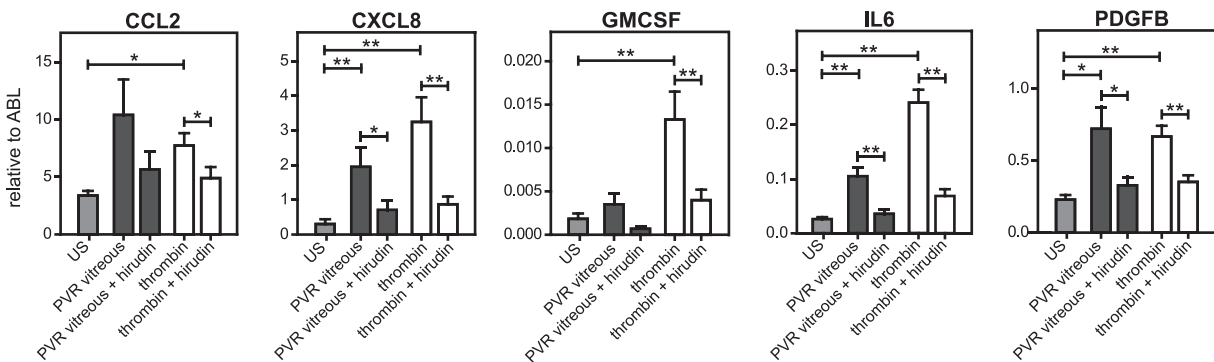 CCL2
relative to ABL
15
10
5
0
*
*
US
PVR vitreous
PVR vitreous + hirudin
thrombin
thrombin + hirudin
CXCL8
5
4
3
2
1
0
**
**
**
*
US
PVR vitreous
PVR vitreous + hirudin
thrombin
thrombin + hirudin
GMCSF
0.020
0.015
0.010
0.005
0.000
**
**
US
PVR vitreous
PVR vitreous + hirudin
thrombin
thrombin + hirudin
IL6
0.3
0.2
0.1
0.0
**
**
**
**
US
PVR vitreous
PVR vitreous + hirudin
thrombin
thrombin + hirudin
PDGFB
1.0
0.5
0.0
**
*
*
**
US
PVR vitreous
PVR vitreous + hirudin
thrombin
thrombin + hirudin